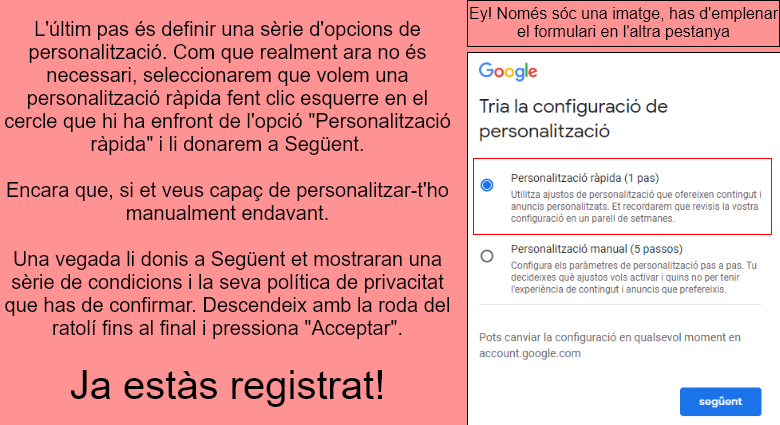 L'últim pas és definir una sèrie d'opcions de
personalització. Com que realment ara no és
necessari, seleccionarem que volem una
personalització ràpida fent clic esquerre en el
cercle que hi ha enfront de l'opció "Personalització
ràpida" i li donarem a Següent.
Encara que, si et veus capaç de personalitzar-t'ho
manualment endavant.
Una vegada li donis a Següent et mostraran una
sèrie de condicions i la seva política de privacitat
que has de confirmar. Descendeix amb la roda del
ratolí fins al final i pressiona "Acceptar".
Ja estàs registrat!
Ey! Només sóc una imatge, has d'emplenar
el formulari en l'altra pestanya
Google
Tria la configuració de
personalització
Personalització ràpida (1 pas)
Utilitza ajustos de personalització que ofereixen contingut i
anuncis personalitzats. Et recordarem que revisis la vostra
configuració en un parell de setmanes.
Personalització manual (5 passos)
Configura els paràmetres de personalització pas a pas. Tu
decideixes què ajustos vols activar i quins no per tenir
l'experiència de contingut i anuncis que prefereixis.
Pots canviar la configuració en qualsevol moment en
account.google.com
següent